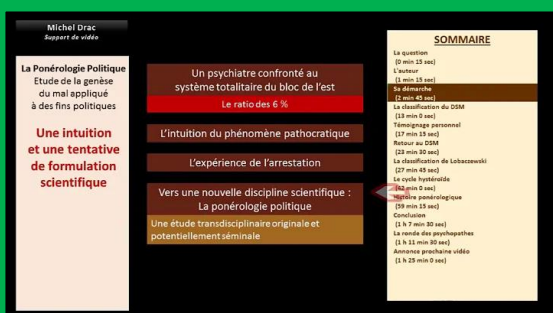 Michel Drac
Support de vidéo
La Ponérologie Politique
Etude de la genèse
du mal appliqué
à des fins politiques
Une intuition
et une tentative
de formulation
scientifique
Un psychiatre confronté au
système totalitaire du bloc de l'est
Le ratio des 6 %
L'intuition du phénomène pathocratique
L'expérience de l'arrestation
Vers une nouvelle discipline scientifique :
La ponérologie politique
Une étude transdisciplinaire originale et
potentiellement séminale
SOMMAIRE
La question
(0 min 15 sec)
L'auteur
(1 min 15 sec)
Sa démarche
(2 min 45 sec)
La classification du DSM
(13 min 0 sec)
Témoignage personnel
(17 min 15 sec)
Retour au DSM
(23 min 30 sec)
La classification de Lobaczewski
(27 min 45 sec)
Le cycle hystéroïde
(42 min 0 sec)
Histoire ponérologique
(59 min 15 sec)
Conclusion
(1 h 7 min 30 sec)
La ronde des psychopathes
(1 h 11 min 30 sec)
Annonce prochaine vidéo
(1 h 25 min 0 sec)